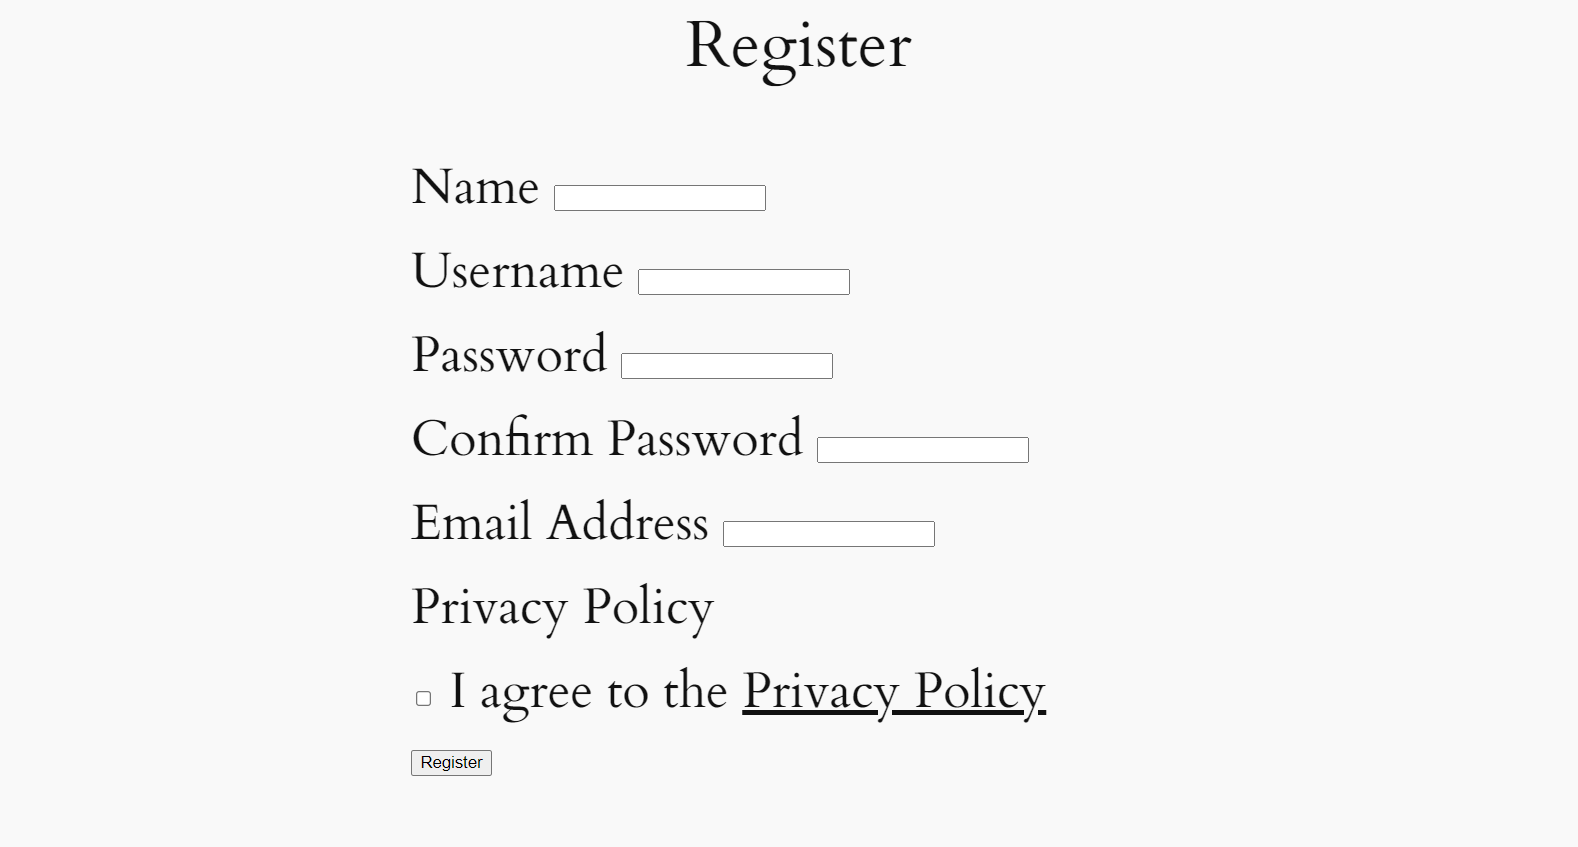 Register
Name
Username
Password
Confirm Password
Email Address
Privacy Policy
I agree to the Privacy Policy
Register